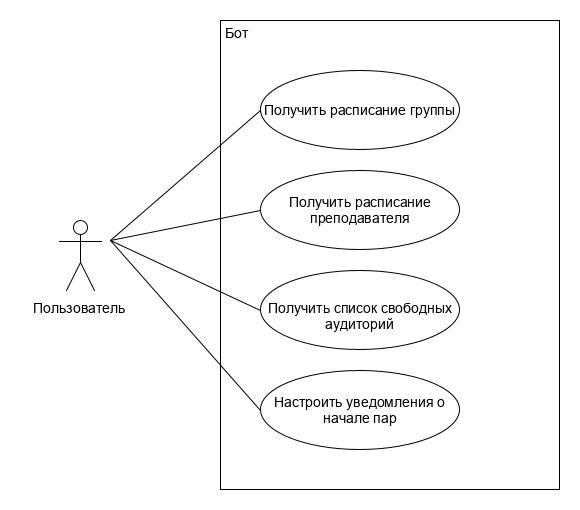 Бот
Получить расписание группы
Получить расписание
преподавателя
Пользователь
Получить список свободных
аудиторий
Настроить уведомления о
начале пар